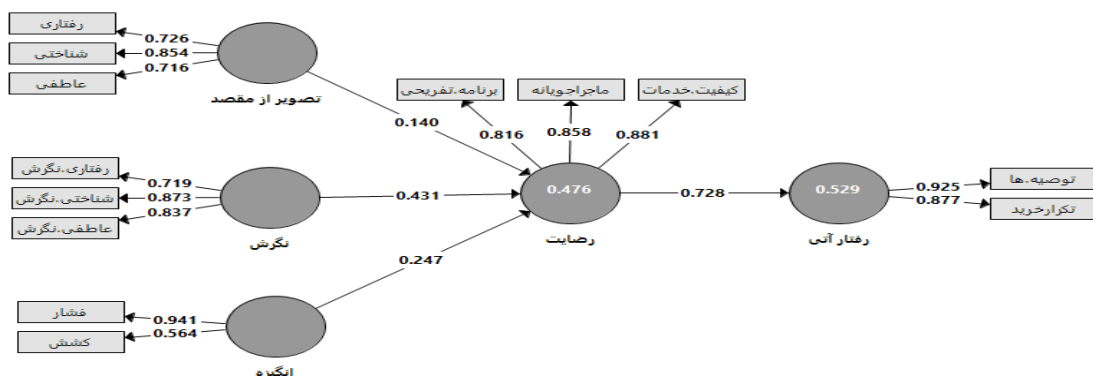 رفتاری
0.726
شناختی
0.854
عاطفی
0.716
تصویر از مقصد
0.140
برنامه.تفریحی
ماجراجویانه
کیفیت.خدمات
0.816
0.858
0.881
رفتاری.نگرش
0.719
شناختی.نگرش
0.873
عاطفی.نگرش
0.837
نگرش
0.431
0.476
رضایت
0.728
0.529
رفتار آتی
0.925
توصیه.ها
0.877
تکرارخرید
0.247
فشار
0.941
کشش
0.564
انگیزه